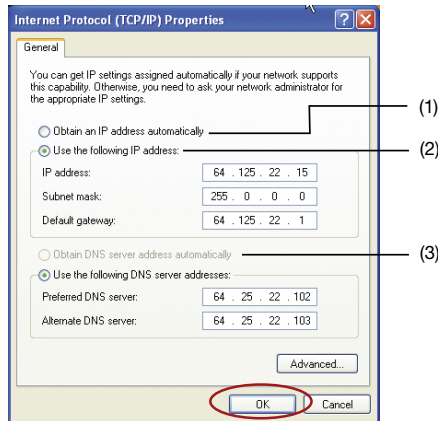 Internet Protocol (TCP/IP) Properties
General
You can get IP settings assigned automatically if your network supports
this capability. Otherwise, you need to ask your network administrator for
the appropriate IP settings.
Obtain an IP address automatically (1)
Use the following IP address: (2)
IP address: 64 . 125 . 22 . 15
Subnet mask: 255 . 0 . 0 . 0
Default gateway: 64 . 125 . 22 . 1
Obtain DNS server address automatically (3)
Use the following DNS server addresses:
Preferred DNS server: 64 . 25 . 22 . 102
Alternate DNS server: 64 . 25 . 22 . 103
Advanced...
OK Cancel